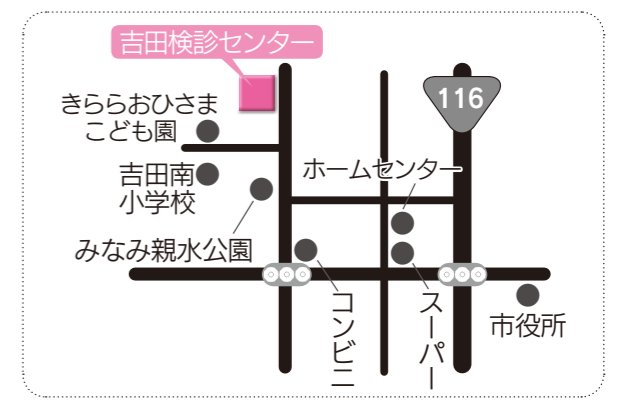 吉田検診センター
116
きららおひさま
こども園
ホームセンター
吉田南
小学校
みなみ親水公園
コンビニ
スーパー
市役所